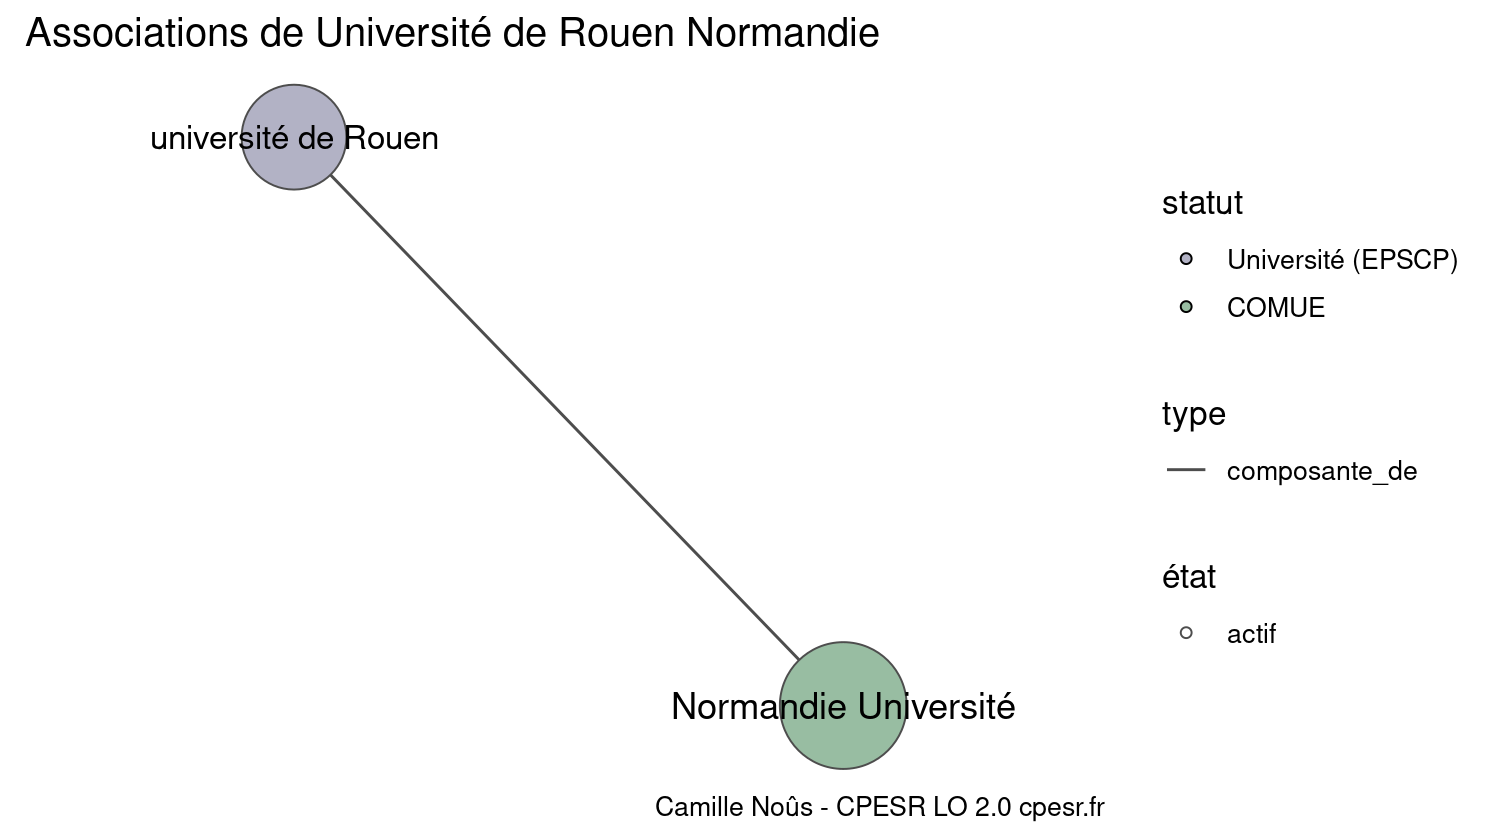 Associations de Université de Rouen Normandie
université de Rouen
statut
Université (EPSCP)
COMUE
type
composante_de
état
actif
Normandie Université
Camille Noûs - CPESR LO 2.0 cpesr.fr